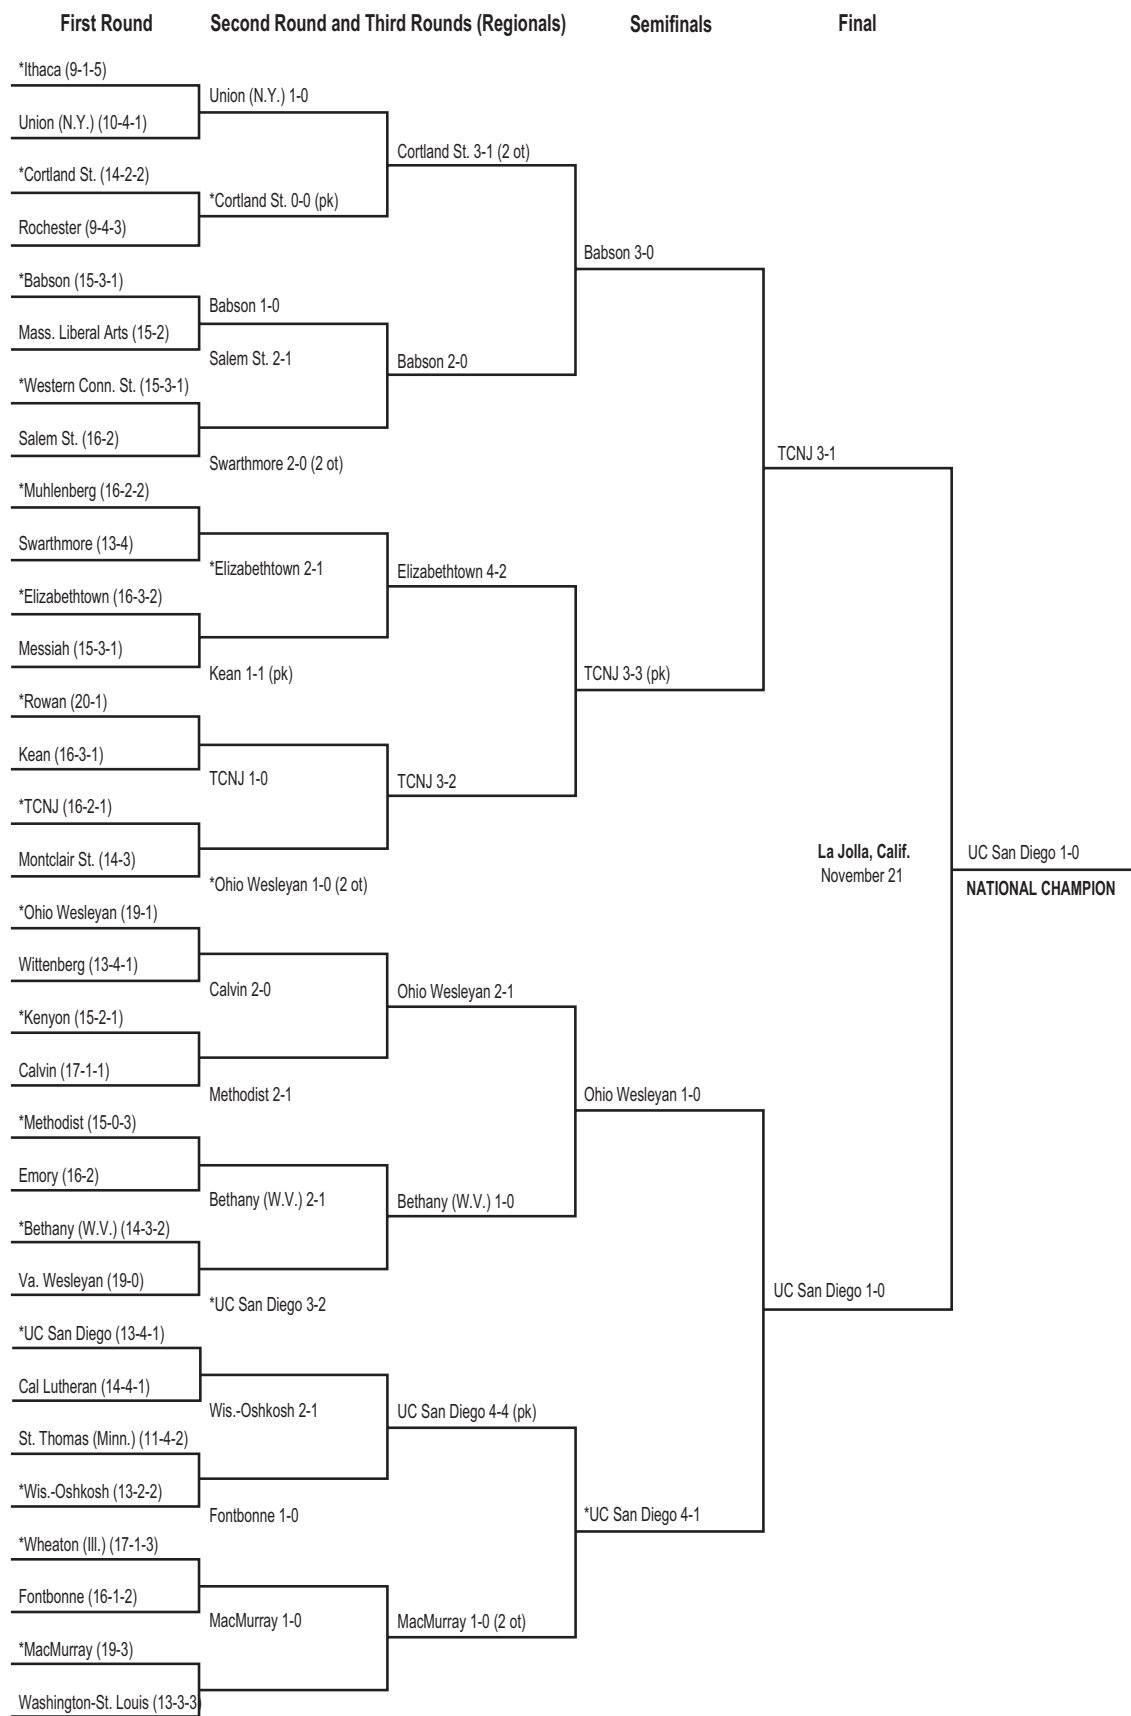 First Round
Second Round and Third Rounds (Regionals)
Semifinals
Final
*Ithaca (9-1-5)
Union (N.Y.) (10-4-1)
*Cortland St. (14-2-2)
Rochester (9-4-3)
*Babson (15-3-1)
Mass. Liberal Arts (15-2)
*Western Conn. St. (15-3-1)
Salem St. (16-2)
*Muhlenberg (16-2-2)
Swarthmore (13-4)
*Elizabethtown (16-3-2)
Messiah (15-3-1)
*Rowan (20-1)
Kean (16-3-1)
*TCNJ (16-2-1)
Montclair St. (14-3)
*Ohio Wesleyan (19-1)
Wittenberg (13-4-1)
*Kenyon (15-2-1)
Calvin (17-1-1)
*Methodist (15-0-3)
Emory (16-2)
*Bethany (W.V.) (14-3-2)
Va. Wesleyan (19-0)
*UC San Diego (13-4-1)
Cal Lutheran (14-4-1)
St. Thomas (Minn.) (11-4-2)
*Wis.-Oshkosh (13-2-2)
*Wheaton (Ill.) (17-1-3)
Fontbonne (16-1-2)
*MacMurray (19-3)
Washington-St. Louis (13-3-3)
Union (N.Y.) 1-0
*Cortland St. 0-0 (pk)
Babson 1-0
Salem St. 2-1
Swarthmore 2-0 (2 ot)
*Elizabethtown 2-1
Kean 1-1 (pk)
TCNJ 1-0
*Ohio Wesleyan 1-0 (2 ot)
Calvin 2-0
Methodist 2-1
Bethany (W.V.) 2-1
*UC San Diego 3-2
Wis.-Oshkosh 2-1
Fontbonne 1-0
MacMurray 1-0
Cortland St. 3-1 (2 ot)
Babson 2-0
Elizabethtown 4-2
TCNJ 3-2
Ohio Wesleyan 2-1
Bethany (W.V.) 1-0
UC San Diego 4-4 (pk)
MacMurray 1-0 (2 ot)
Babson 3-0
TCNJ 3-3 (pk)
Ohio Wesleyan 1-0
*UC San Diego 4-1
TCNJ 3-1
UC San Diego 1-0
La Jolla, Calif.
November 21
UC San Diego 1-0
NATIONAL CHAMPION